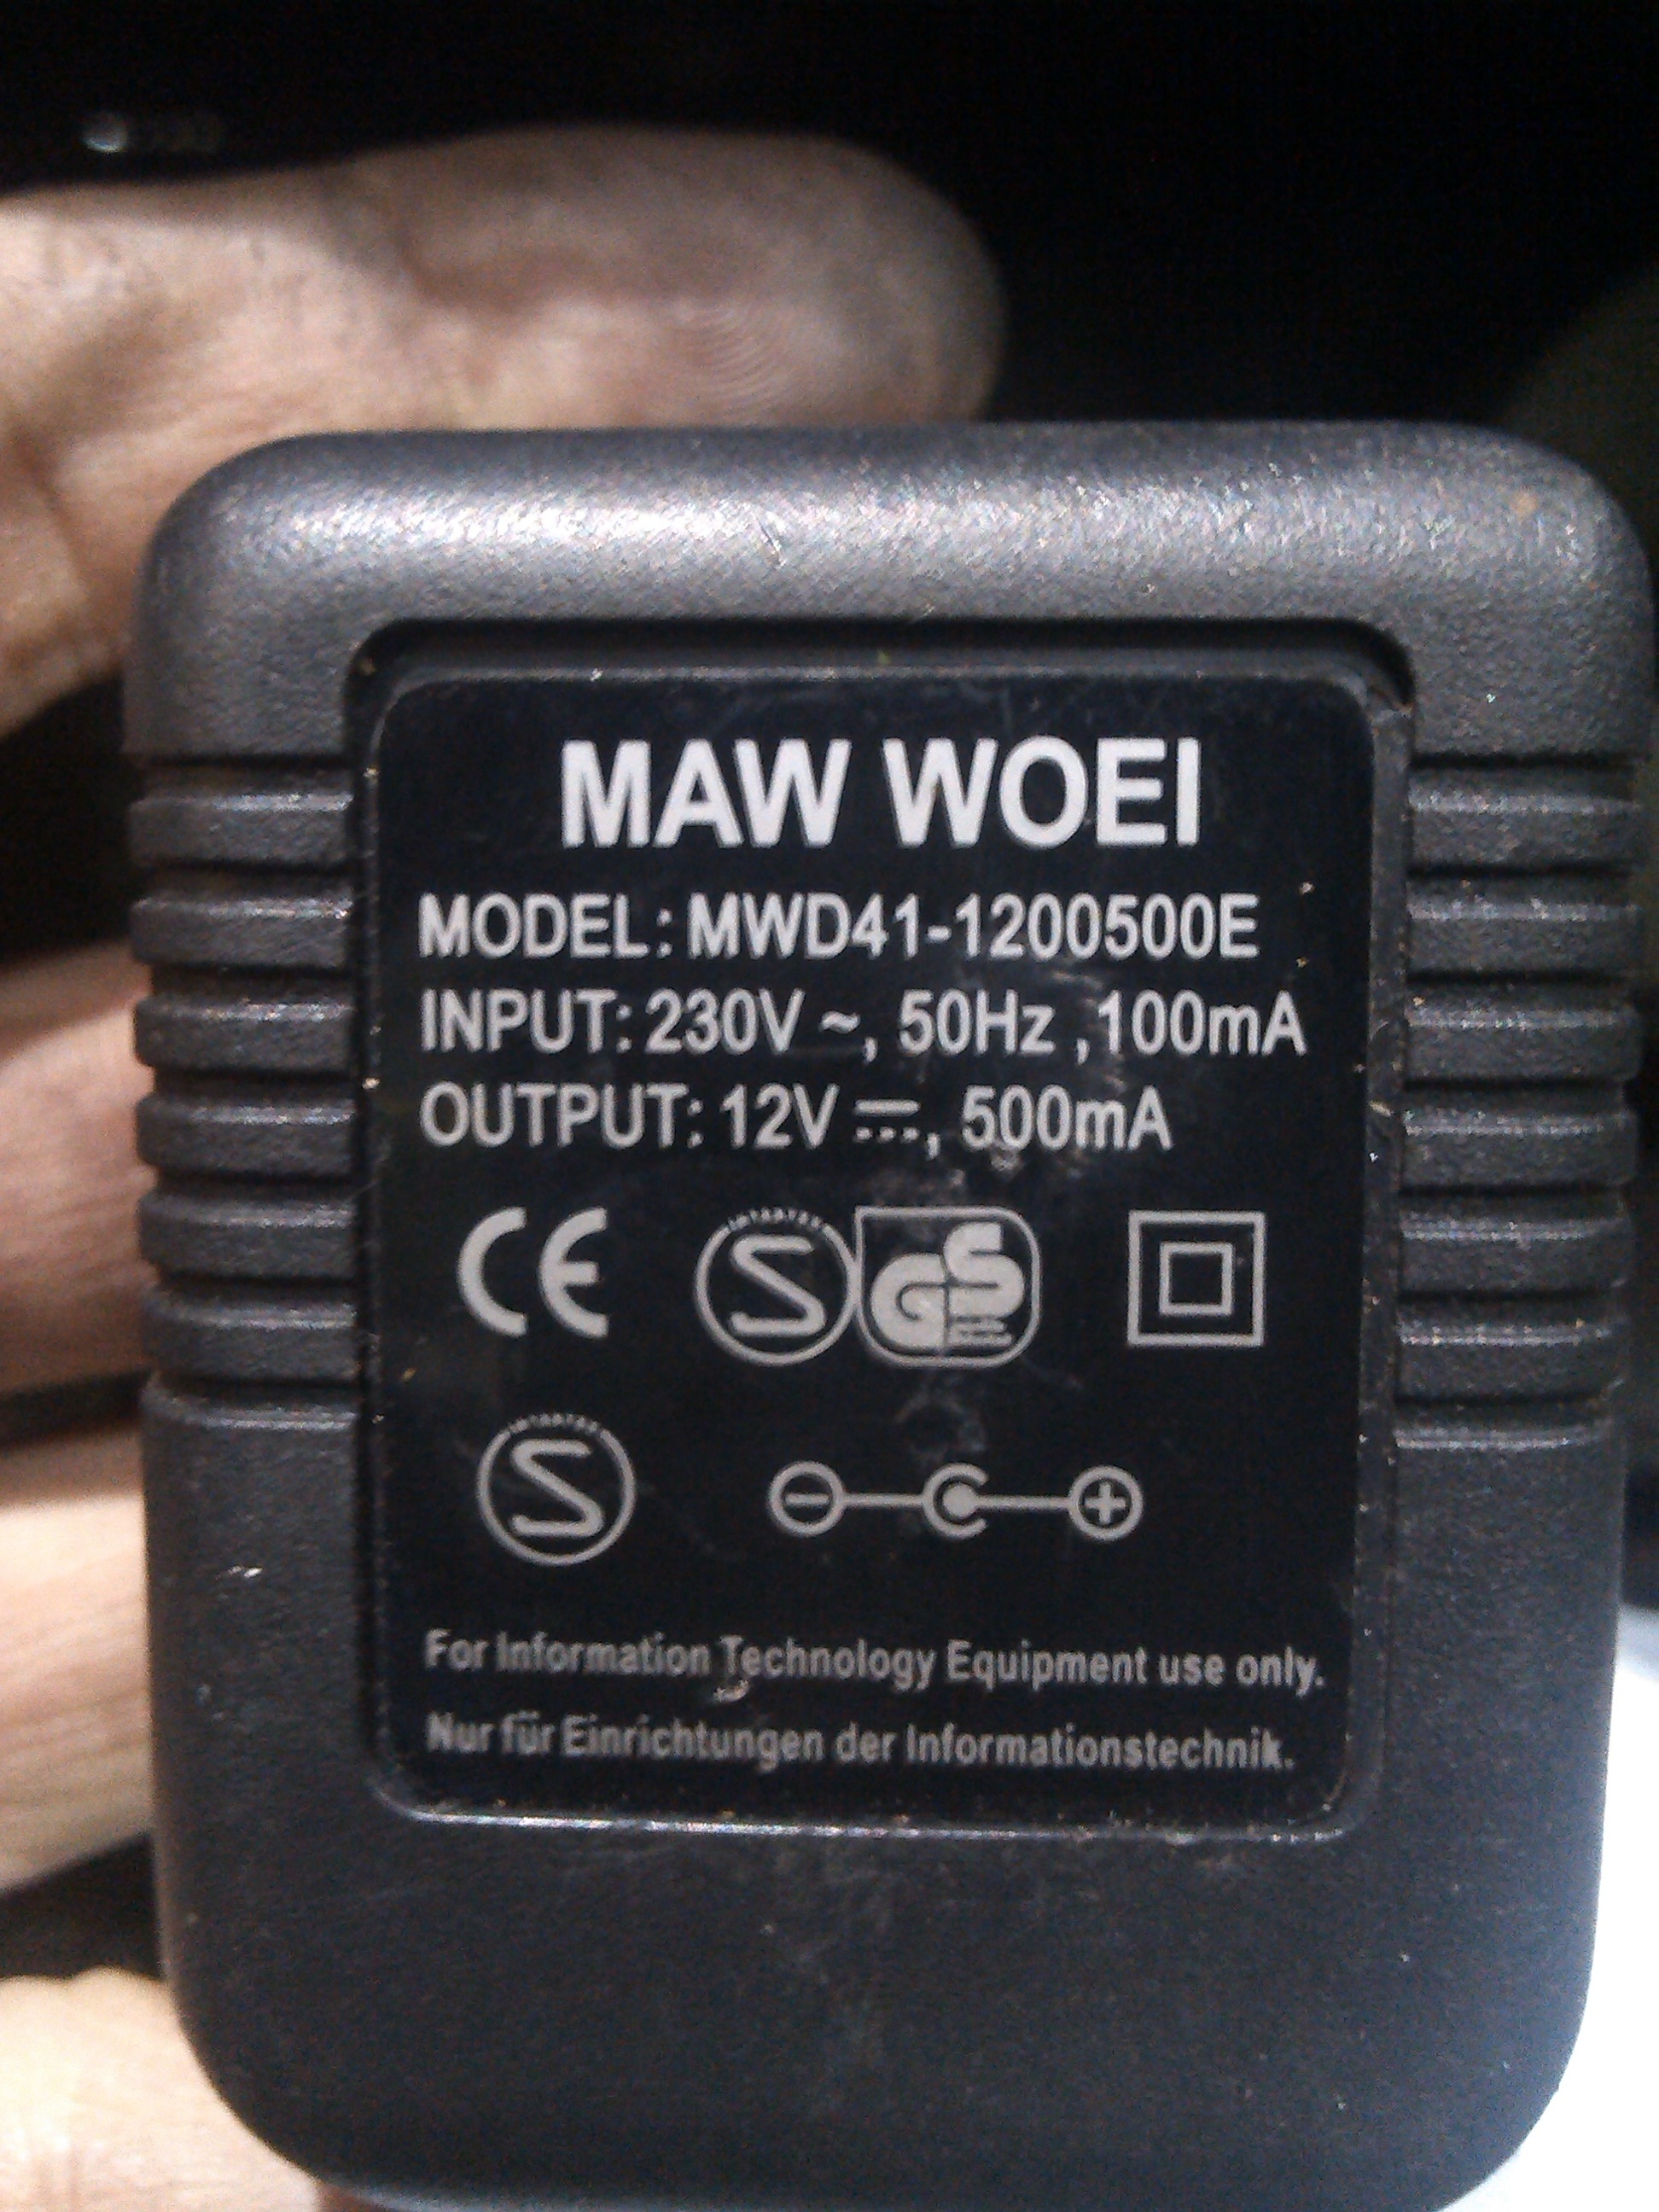 MAW WOEI
MODEL: MWD41-1200500E
INPUT: 230V ~, 50Hz ,100mA
OUTPUT: 12V ⎓, 500mA
CE S GS
INTERTEK
S
For Information Technology Equipment use only.
Nur für Einrichtungen der Informationstechnik.